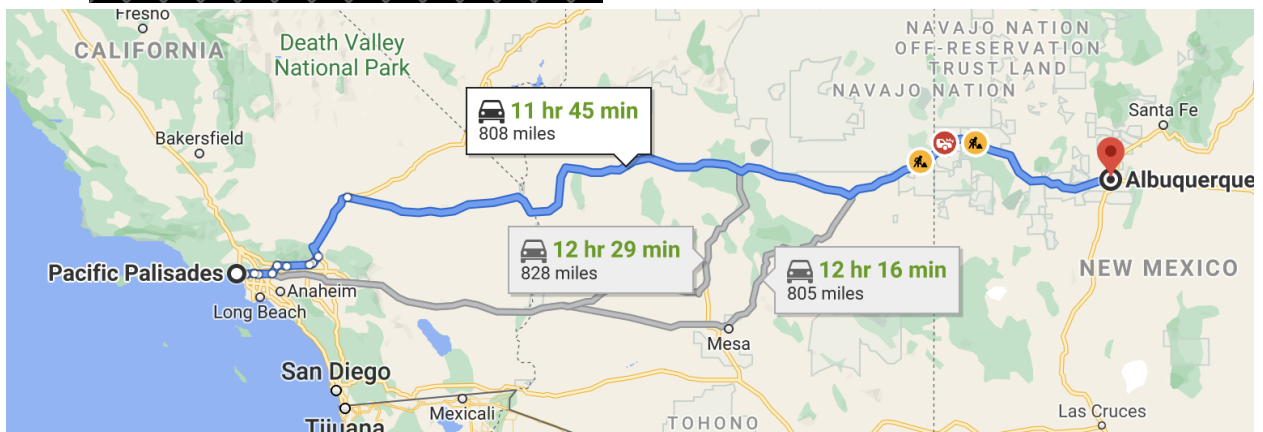 Fresno
CALIFORNIA
Death Valley
National Park
NAVAJO NATION
OFF-RESERVATION
TRUST LAND
NAVAJO NATION
11 hr 45 min
808 miles
Santa Fe
Bakersfield
Albuquerque
12 hr 29 min
828 miles
12 hr 16 min
805 miles
Pacific Palisades
Anaheim
Long Beach
NEW MEXICO
Mesa
San Diego
Mexicali
Tijuana
TOHONO
Las Cruces